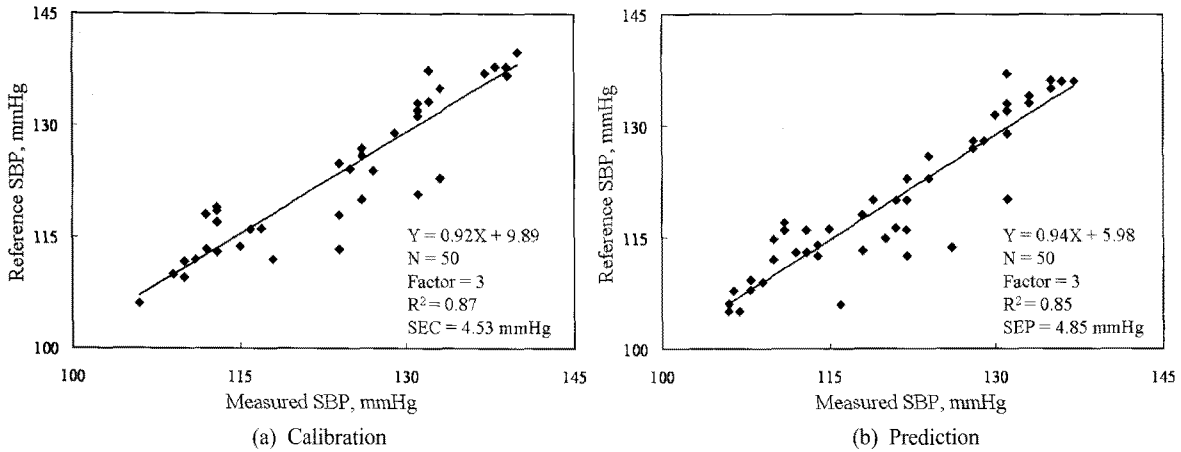 145
130
115
100
Reference SBP, mmHg
Y = 0.92X + 9.89
N = 50
Factor = 3
R² = 0.87
SEC = 4.53 mmHg
100 115 130 145
Measured SBP, mmHg
(a) Calibration
145
130
115
100
Reference SBP, mmHg
Y = 0.94X + 5.98
N = 50
Factor = 3
R² = 0.85
SEP = 4.85 mmHg
100 115 130 145
Measured SBP, mmHg
(b) Prediction